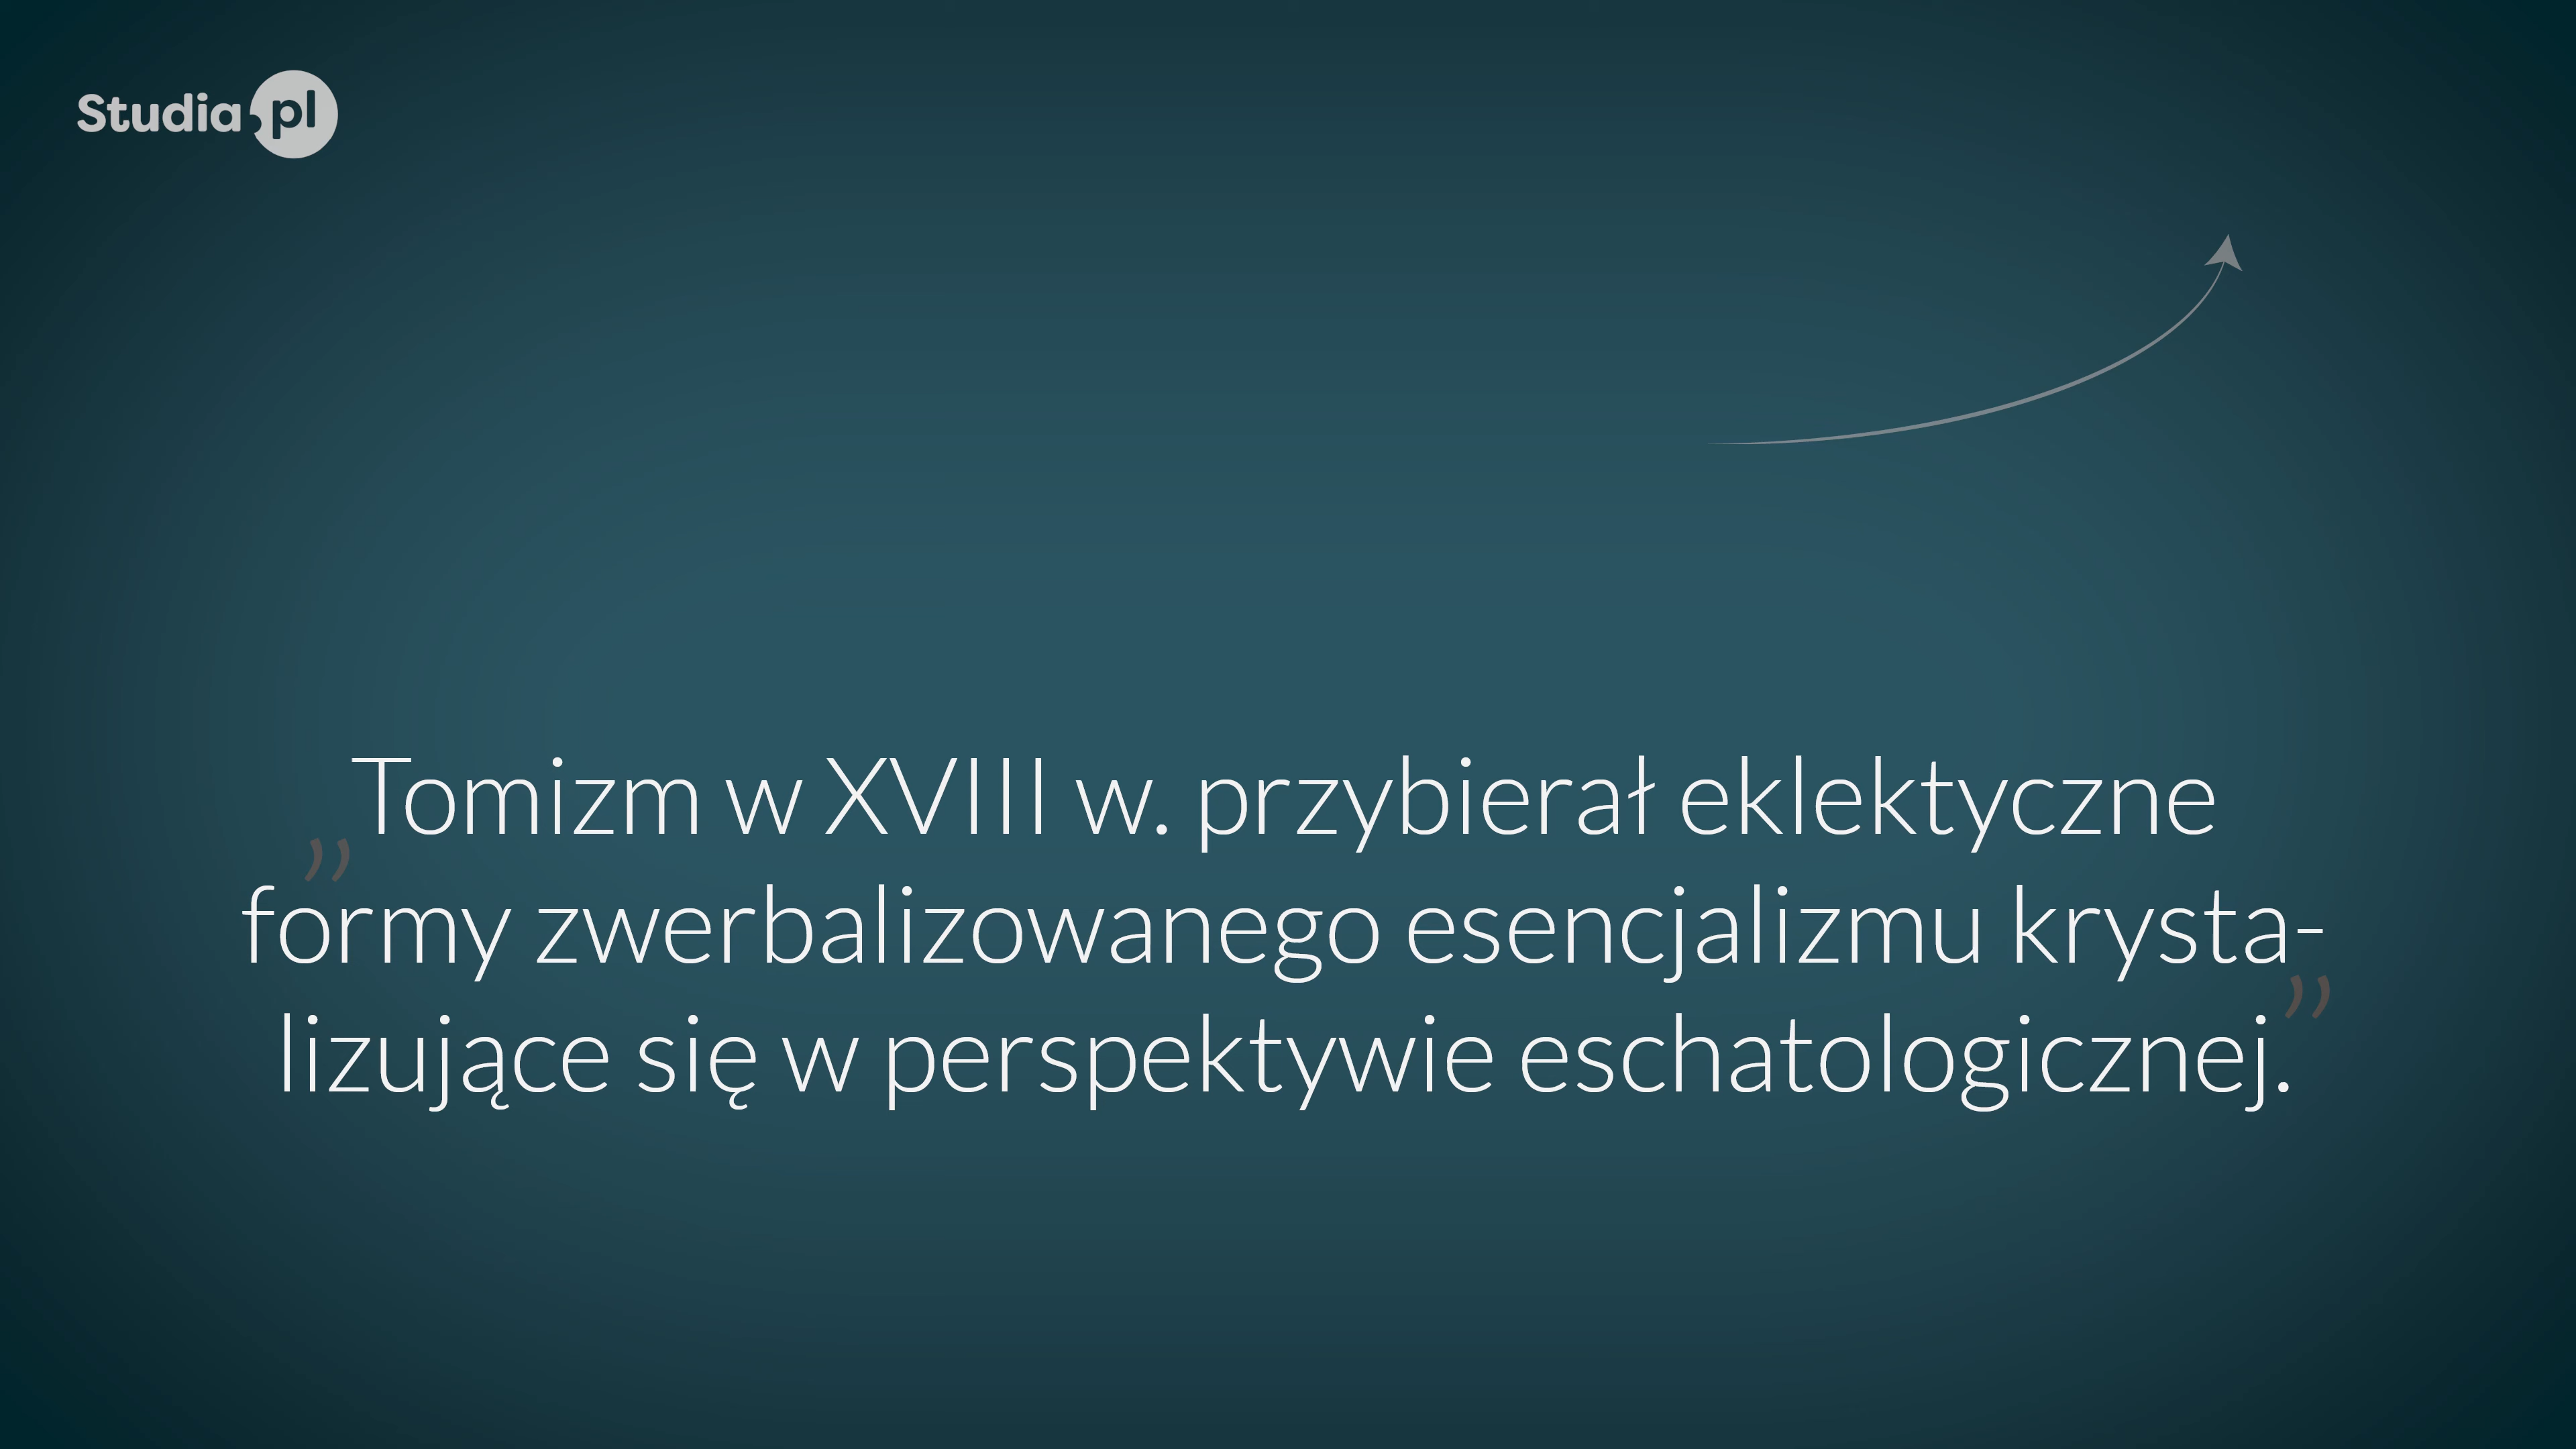 Studia.pl
Tomizm w XVIII w. przybierał eklektyczne
formy zwerbalizowanego esencjalizmu krysta-
lizujące się w perspektywie eschatologicznej.